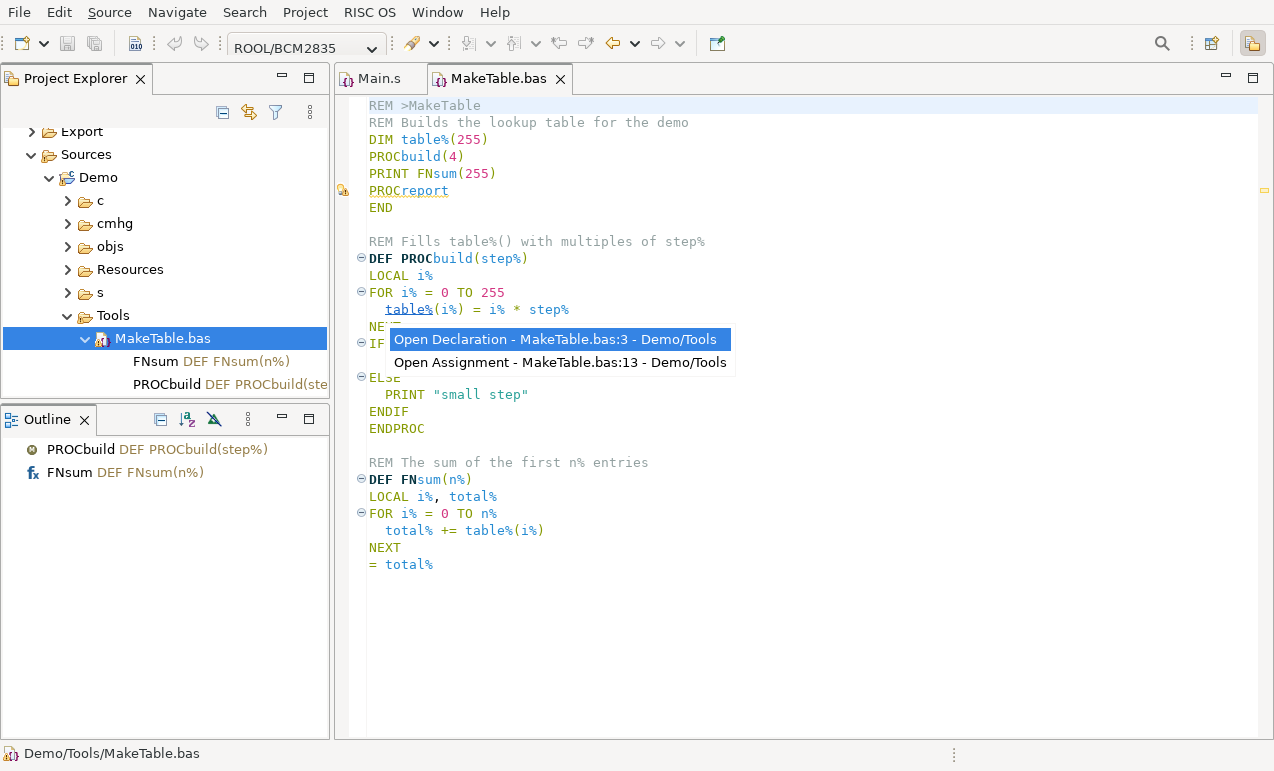 File Edit Source Navigate Search Project RISC OS Window Help
ROOL/BCM2835
Project Explorer
Export
Sources
Demo
c
cmhg
objs
Resources
s
Tools
MakeTable.bas
FNsum DEF FNsum(n%)
PROCbuild DEF PROCbuild(ste
Outline
PROCbuild DEF PROCbuild(step%)
FNsum DEF FNsum(n%)
Main.s MakeTable.bas
REM >MakeTable
REM Builds the lookup table for the demo
DIM table%(255)
PROCbuild(4)
PRINT FNsum(255)
PROCreport
END
REM Fills table%() with multiples of step%
DEF PROCbuild(step%)
LOCAL i%
FOR i% = 0 TO 255
table%(i%) = i% * step%
Open Declaration - MakeTable.bas:3 - Demo/Tools
IF
Open Assignment - MakeTable.bas:13 - Demo/Tools
ELSE
PRINT "small step"
ENDIF
ENDPROC
REM The sum of the first n% entries
DEF FNsum(n%)
LOCAL i%, total%
FOR i% = 0 TO n%
total% += table%(i%)
NEXT
= total%
Demo/Tools/MakeTable.bas